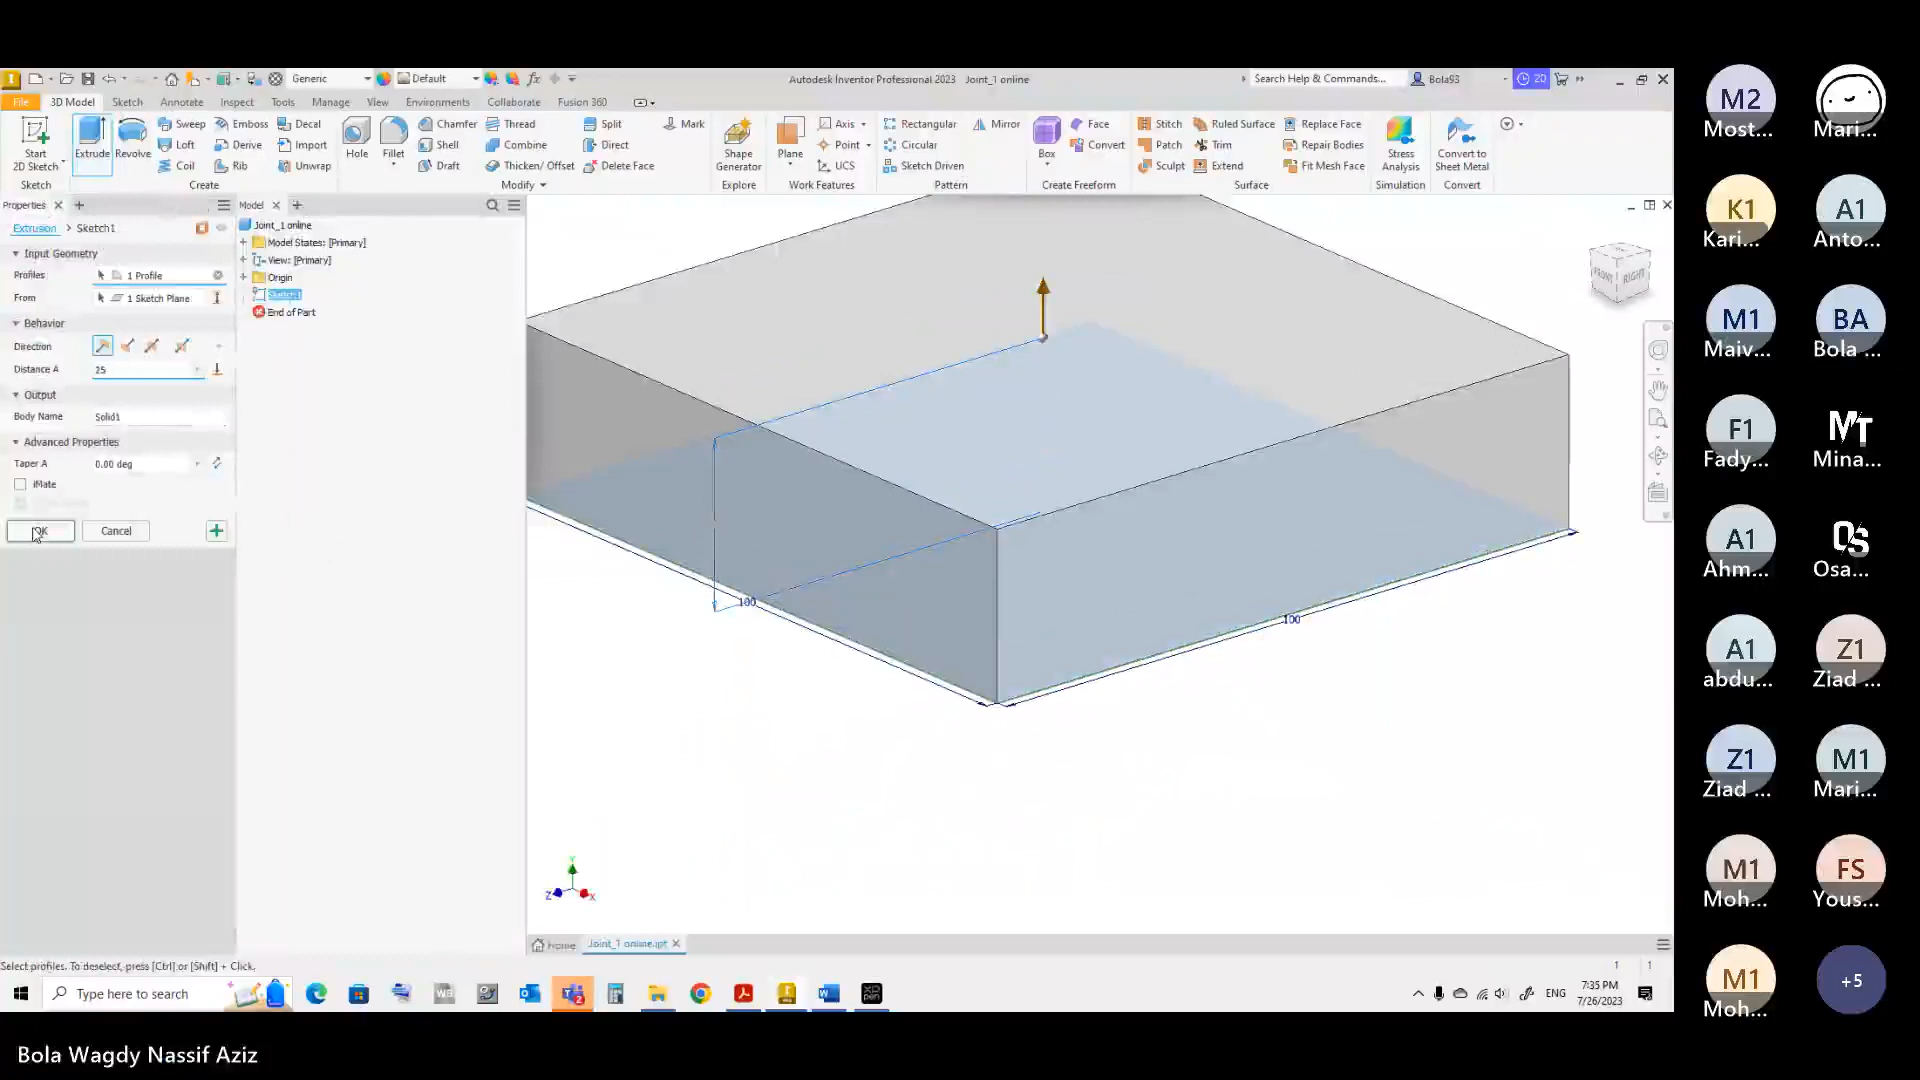 Generic
Default
Autodesk Inventor Professional 2023 Joint_1 online
Search Help & Commands...
Bola93
20
File 3D Model Sketch Annotate Inspect Tools Manage View Environments Collaborate Fusion 360
Start 2D Sketch
Extrude
Revolve
Sweep
Emboss
Decal
Loft
Derive
Import
Coil
Rib
Unwrap
Hole
Fillet
Chamfer
Thread
Split
Mark
Shell
Combine
Direct
Draft
Thicken/ Offset
Delete Face
Shape Generator
Plane
Axis
Point
UCS
Rectangular
Mirror
Circular
Sketch Driven
Box
Face
Convert
Stitch
Ruled Surface
Replace Face
Patch
Trim
Repair Bodies
Sculpt
Extend
Fit Mesh Face
Stress Analysis
Convert to Sheet Metal
Sketch Create Modify Explore Work Features Pattern Create Freeform Surface Simulation Convert
Properties
Model
Extrusion > Sketch1
Input Geometry
Profiles 1 Profile
From 1 Sketch Plane
Behavior
Direction
Distance A 25
Output
Body Name Solid1
Advanced Properties
Taper A 0.00 deg
iMate
OK Cancel
Joint_1 online
Model States: [Primary]
View: [Primary]
Origin
Sketch1
End of Part
FRONT RIGHT
100
100
Y
Z
X
Home Joint_1 online.ipt
Select profiles. To deselect, press [Ctrl] or [Shift] + Click.
1 1
Type here to search
ENG
7:35 PM
7/26/2023
M2
Most...
Mari...
K1
Kari...
A1
Anto...
M1
Maiv...
BA
Bola ...
F1
Fady...
MT
Mina...
A1
Ahm...
OS
Osa...
A1
abdu...
Z1
Ziad ...
Z1
Ziad ...
M1
Mari...
M1
Moh...
FS
Yous...
M1
Moh...
+5
Bola Wagdy Nassif Aziz